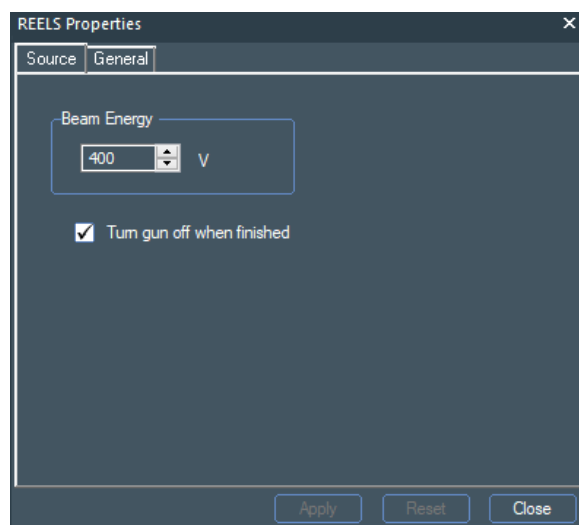 REELS Properties
Source General
Beam Energy
400 V
Turn gun off when finished
Apply Reset Close